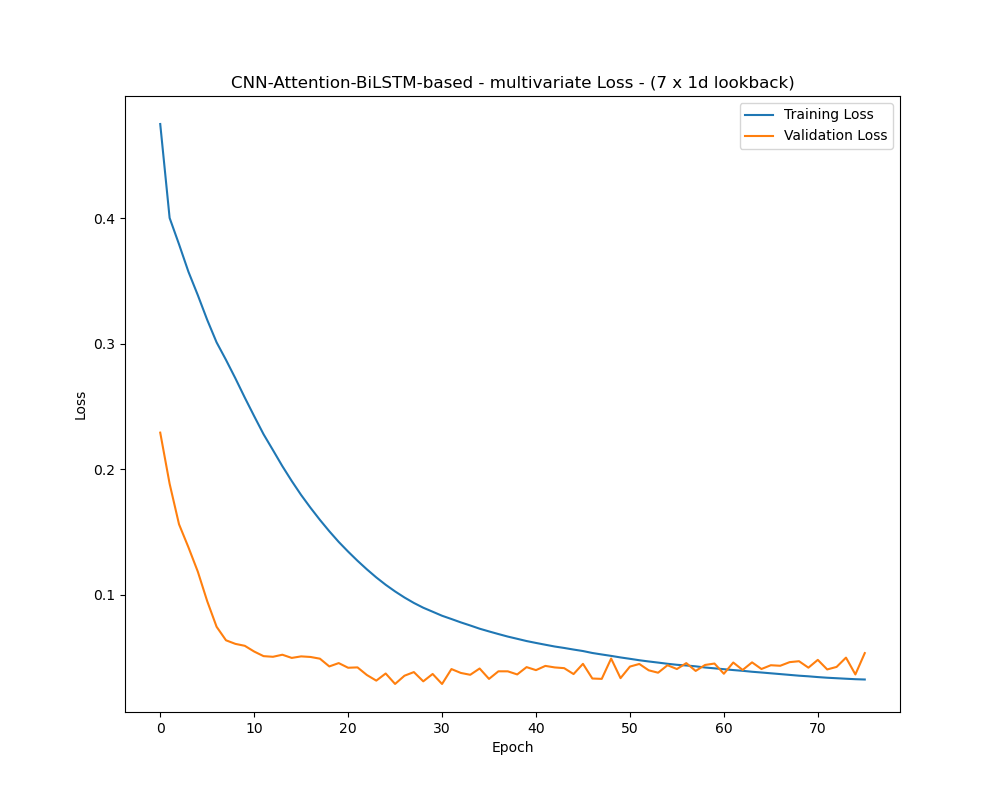 CNN-Attention-BiLSTM-based - multivariate Loss - (7 x 1d lookback)
Training Loss
Validation Loss
Loss
0.4
0.3
0.2
0.1
0 10 20 30 40 50 60 70
Epoch